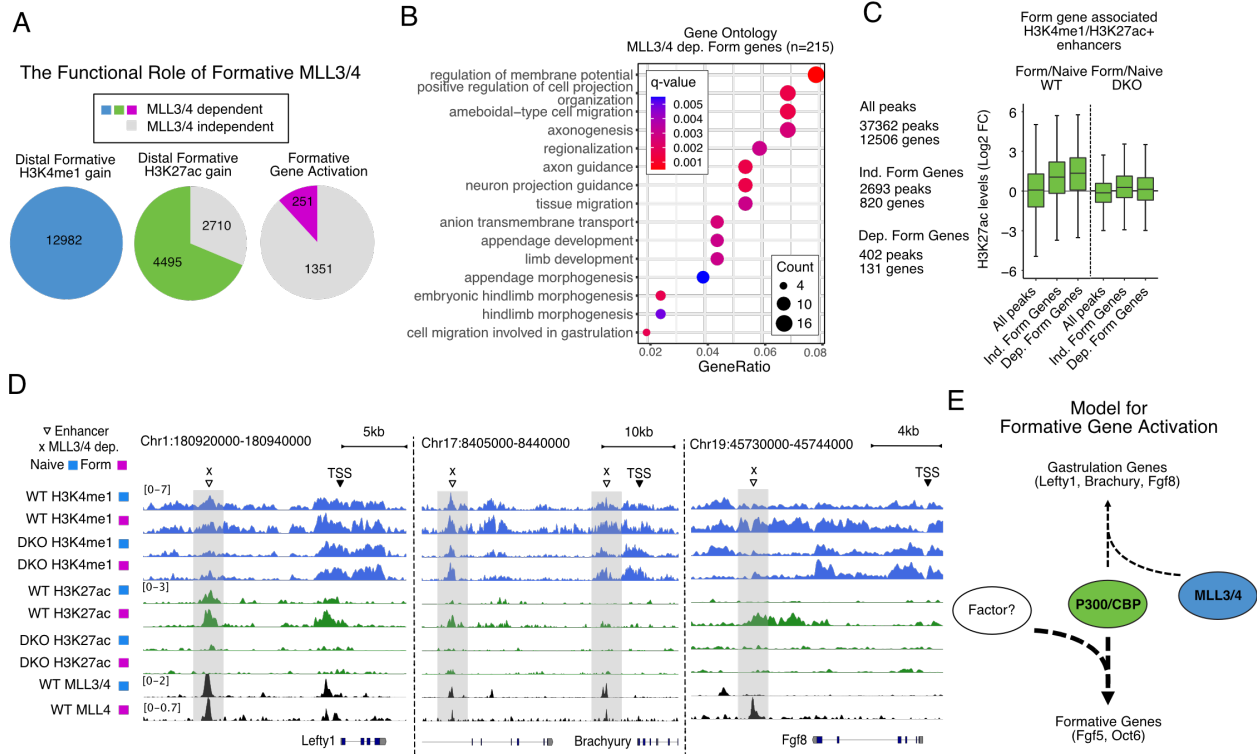 A
The Functional Role of Formative MLL3/4
MLL3/4 dependent
MLL3/4 independent
Distal Formative
H3K4me1 gain
Distal Formative
H3K27ac gain
Formative
Gene Activation
12982
4495
2710
251
1351
B
Gene Ontology
MLL3/4 dep. Form genes (n=215)
regulation of membrane potential
positive regulation of cell projection
organization
ameboidal-type cell migration
axonogenesis
regionalization
axon guidance
neuron projection guidance
tissue migration
anion transmembrane transport
appendage development
limb development
appendage morphogenesis
embryonic hindlimb morphogenesis
hindlimb morphogenesis
cell migration involved in gastrulation
q-value
0.005
0.004
0.003
0.002
0.001
Count
4
10
16
0.02
0.04
0.06
0.08
GeneRatio
C
Form gene associated
H3K4me1/H3K27ac+
enhancers
Form/Naive
WT
Form/Naive
DKO
All peaks
37362 peaks
12506 genes
Ind. Form Genes
2693 peaks
820 genes
Dep. Form Genes
402 peaks
131 genes
H3K27ac levels (Log2 FC)
6
3
0
−3
−6
All peaks
Ind. Form Genes
Dep. Form Genes
All peaks
Ind. Form Genes
Dep. Form Genes
D
Enhancer
x MLL3/4 dep.
Naive
Form
Chr1:180920000-180940000
5kb
Chr17:8405000-8440000
10kb
Chr19:45730000-45744000
4kb
x
TSS
x
x
TSS
x
TSS
WT H3K4me1
[0-7]
WT H3K4me1
DKO H3K4me1
DKO H3K4me1
WT H3K27ac
[0-3]
WT H3K27ac
DKO H3K27ac
DKO H3K27ac
WT MLL3/4
[0-2]
WT MLL4
[0-0.7]
Lefty1
Brachyury
Fgf8
E
Model for
Formative Gene Activation
Gastrulation Genes
(Lefty1, Brachury, Fgf8)
Factor?
P300/CBP
MLL3/4
Formative Genes
(Fgf5, Oct6)